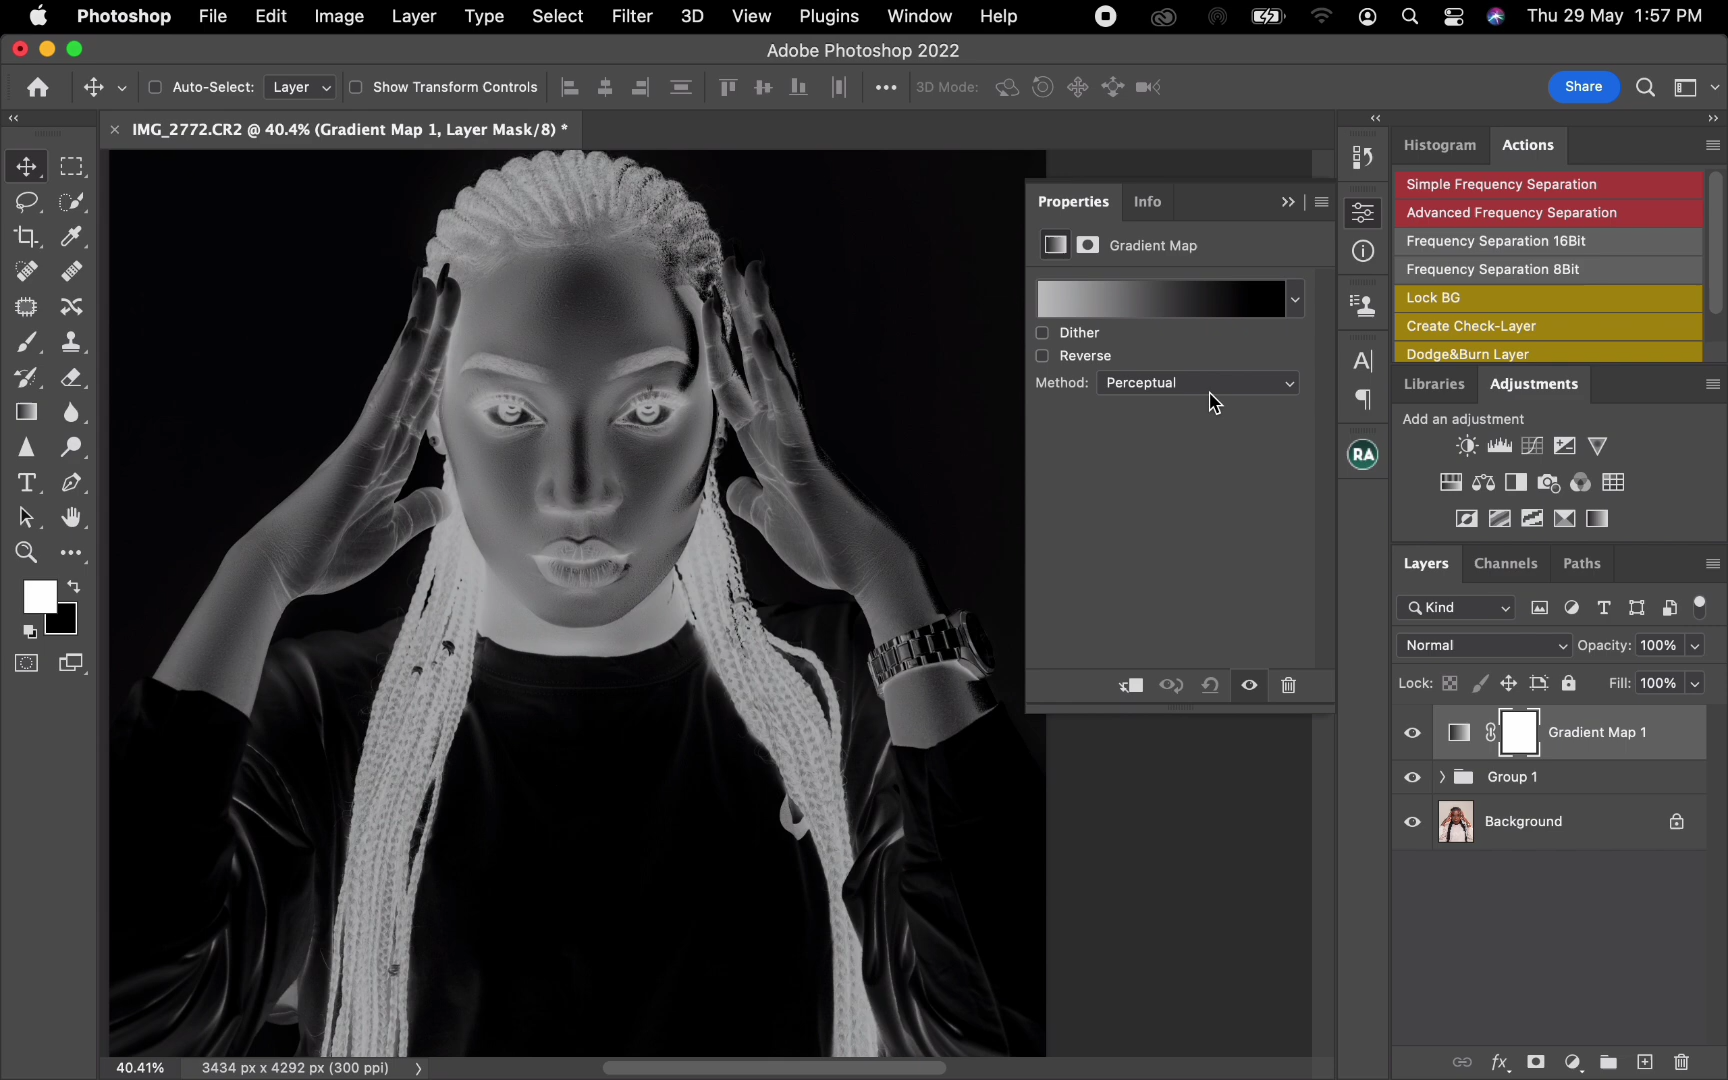 Photoshop File Edit Image Layer Type Select Filter 3D View Plugins Window Help Thu 29 May 1:57 PM
Adobe Photoshop 2022
Auto-Select: Layer Show Transform Controls 3D Mode: Share
IMG_2772.CR2 @ 40.4% (Gradient Map 1, Layer Mask/8) *
Histogram Actions
Simple Frequency Separation
Advanced Frequency Separation
Frequency Separation 16Bit
Frequency Separation 8Bit
Lock BG
Create Check-Layer
Dodge&Burn Layer
Properties Info
Gradient Map
Dither
Reverse
Method: Perceptual
A
RA
Libraries Adjustments
Add an adjustment
Layers Channels Paths
Kind
Normal Opacity: 100%
Lock: Fill: 100%
Gradient Map 1
Group 1
Background
fx
40.41% 3434 px x 4292 px (300 ppi)